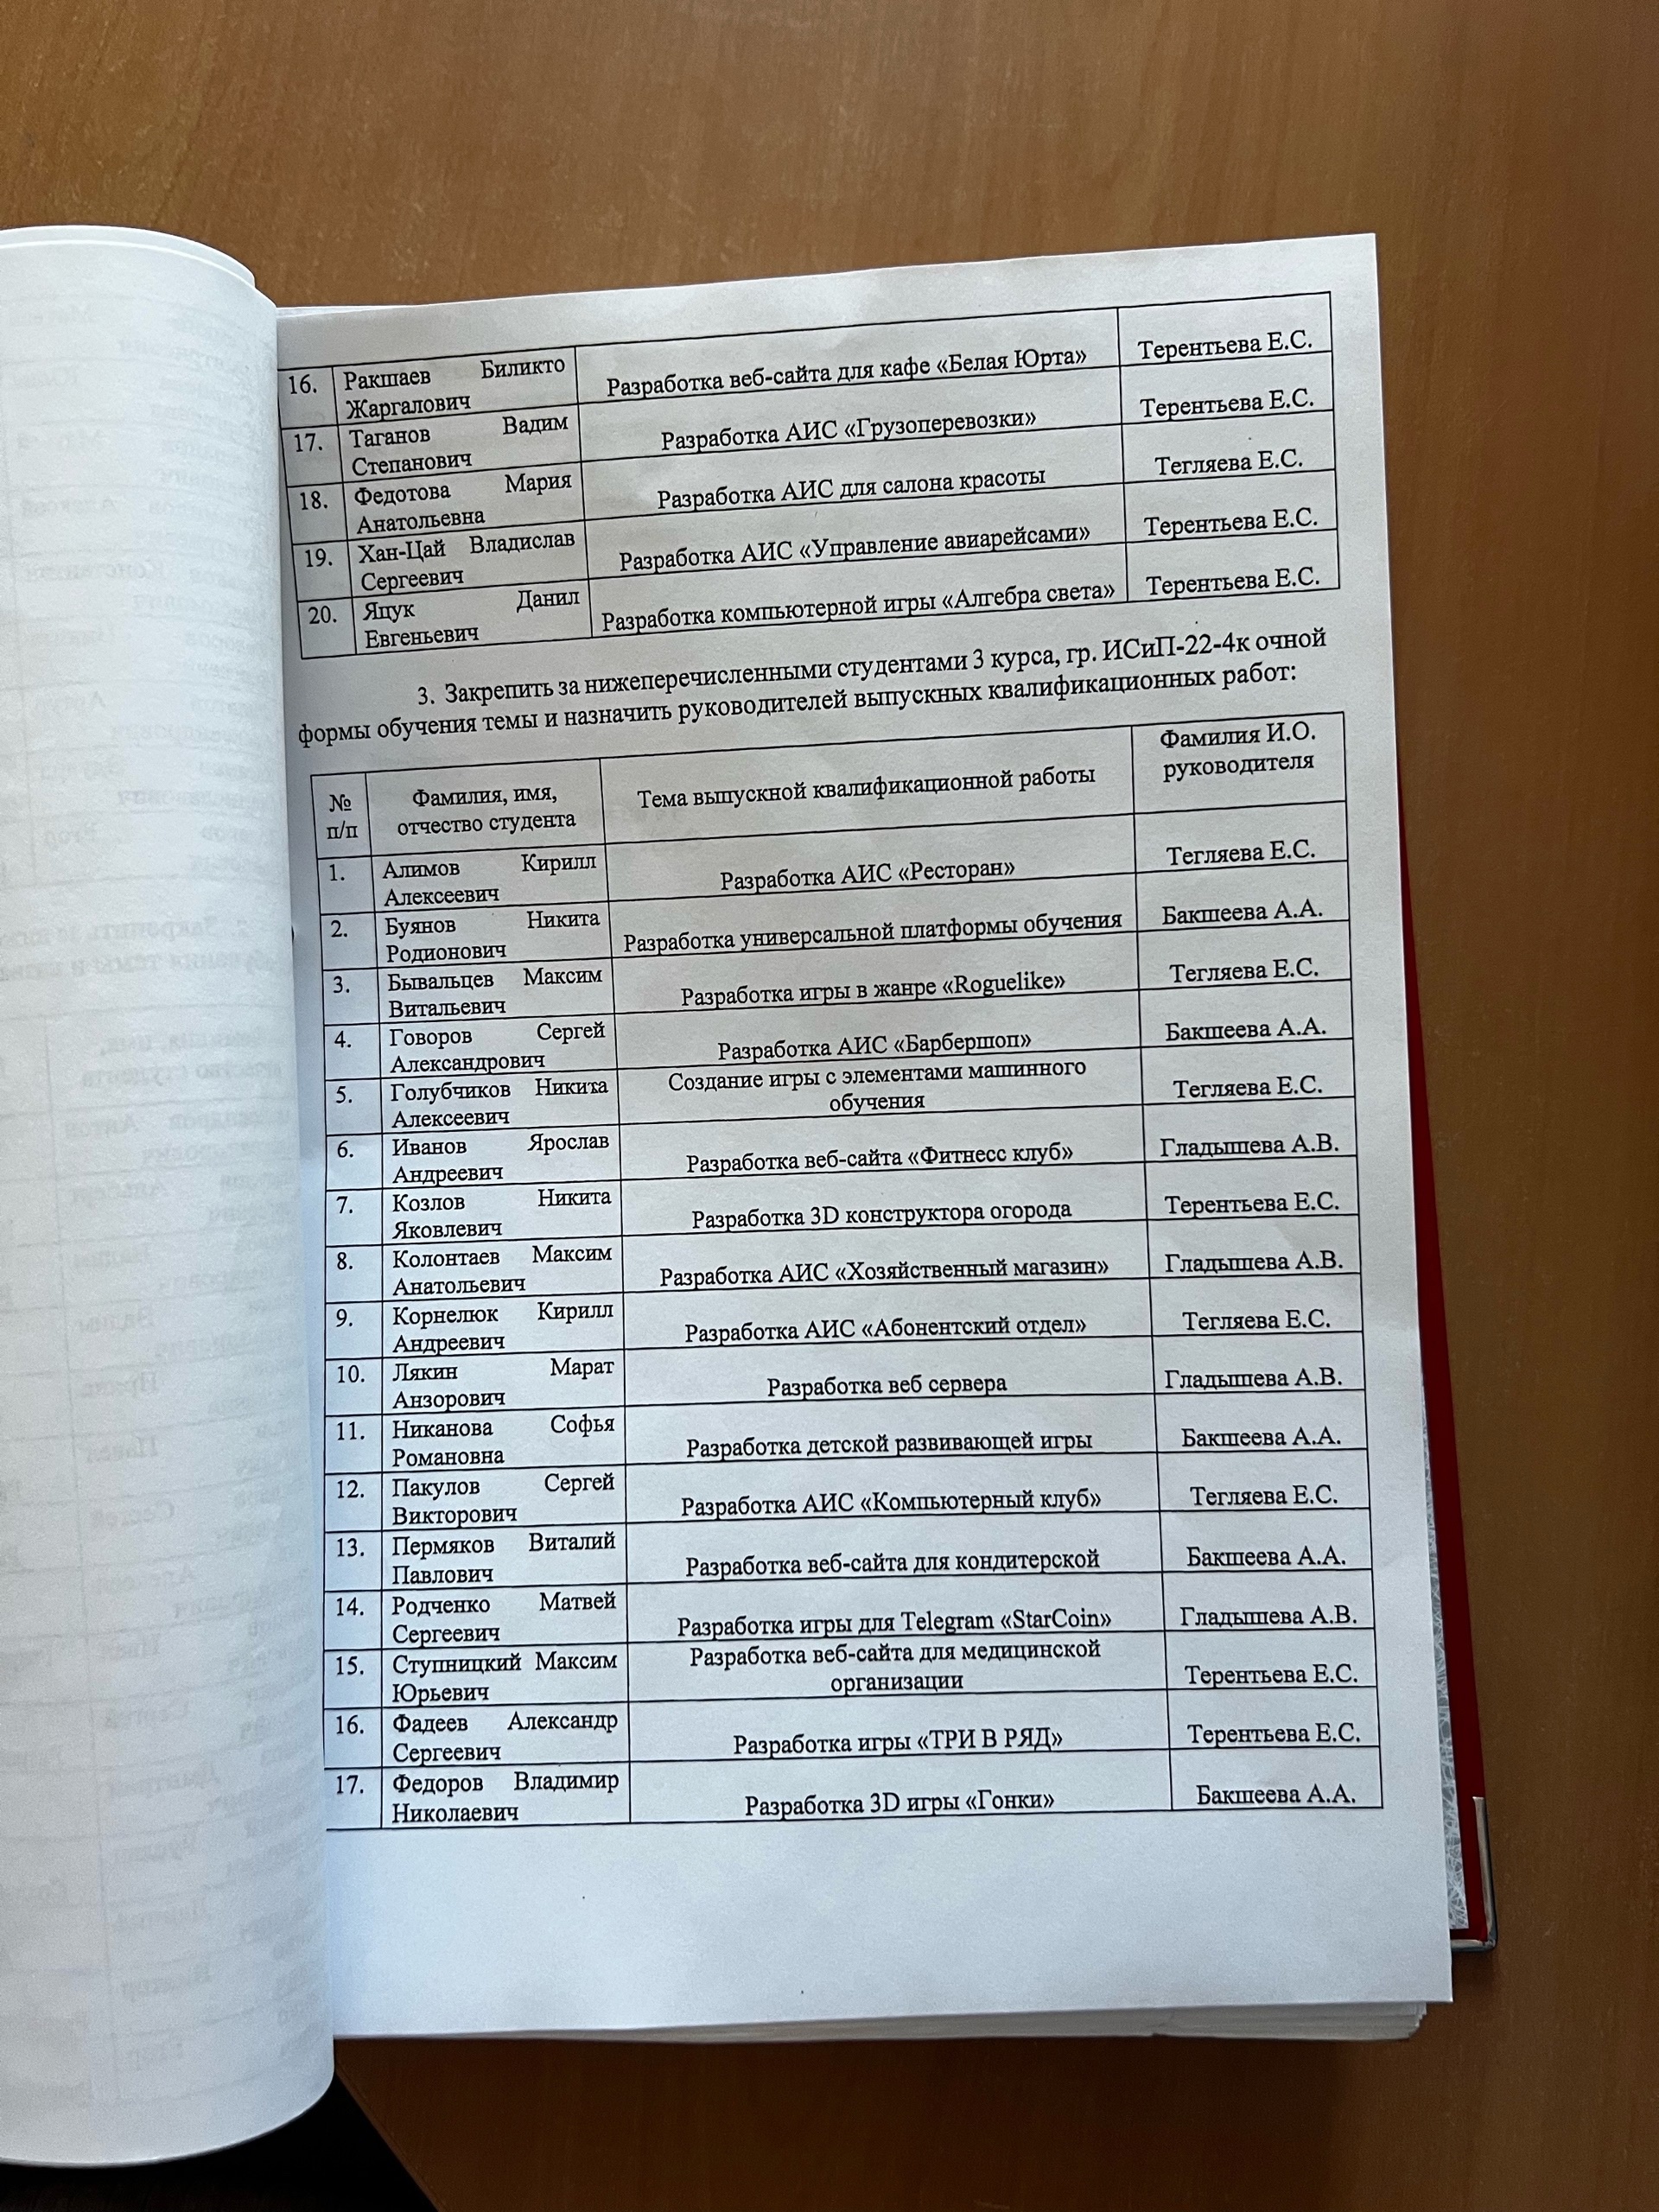 16. Ракшаев Биликто
Жаргалович
Разработка веб-сайта для кафе «Белая Юрта»
Терентьева Е.С.
17. Таганов Вадим
Степанович
Разработка АИС «Грузоперевозки»
Терентьева Е.С.
18. Федотова Мария
Анатольевна
Разработка АИС для салона красоты
Тегляева Е.С.
19. Хан-Цай Владислав
Сергеевич
Разработка АИС «Управление авиарейсами»
Терентьева Е.С.
20. Яцук Данил
Евгеньевич
Разработка компьютерной игры «Алгебра света»
Терентьева Е.С.
3. Закрепить за нижеперечисленными студентами 3 курса, гр. ИСиП-22-4к очной
формы обучения темы и назначить руководителей выпускных квалификационных работ:
№
п/п
Фамилия, имя,
отчество студента
Тема выпускной квалификационной работы
Фамилия И.О.
руководителя
1. Алимов Кирилл
Алексеевич
Разработка АИС «Ресторан»
Тегляева Е.С.
2. Буянов Никита
Родионович
Разработка универсальной платформы обучения
Бакшеева А.А.
3. Бывальцев Максим
Витальевич
Разработка игры в жанре «Roguelike»
Тегляева Е.С.
4. Говоров Сергей
Александрович
Разработка АИС «Барбершоп»
Бакшеева А.А.
5. Голубчиков Никита
Алексеевич
Создание игры с элементами машинного
обучения
Тегляева Е.С.
6. Иванов Ярослав
Андреевич
Разработка веб-сайта «Фитнесс клуб»
Гладышева А.В.
7. Козлов Никита
Яковлевич
Разработка 3D конструктора огорода
Терентьева Е.С.
8. Колонтаев Максим
Анатольевич
Разработка АИС «Хозяйственный магазин»
Гладышева А.В.
9. Корнелюк Кирилл
Андреевич
Разработка АИС «Абонентский отдел»
Тегляева Е.С.
10. Лякин Марат
Анзорович
Разработка веб сервера
Гладышева А.В.
11. Никанова Софья
Романовна
Разработка детской развивающей игры
Бакшеева А.А.
12. Пакулов Сергей
Викторович
Разработка АИС «Компьютерный клуб»
Тегляева Е.С.
13. Пермяков Виталий
Павлович
Разработка веб-сайта для кондитерской
Бакшеева А.А.
14. Родченко Матвей
Сергеевич
Разработка игры для Telegram «StarCoin»
Гладышева А.В.
15. Ступницкий Максим
Юрьевич
Разработка веб-сайта для медицинской
организации
Терентьева Е.С.
16. Фадеев Александр
Сергеевич
Разработка игры «ТРИ В РЯД»
Терентьева Е.С.
17. Федоров Владимир
Николаевич
Разработка 3D игры «Гонки»
Бакшеева А.А.